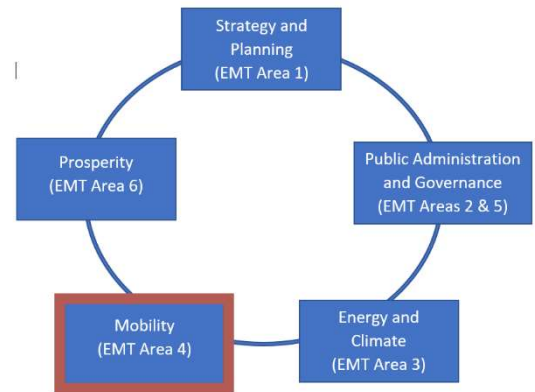 Strategy and
Planning
(EMT Area 1)
Prosperity
(EMT Area 6)
Public Administration
and Governance
(EMT Areas 2 & 5)
Mobility
(EMT Area 4)
Energy and
Climate
(EMT Area 3)